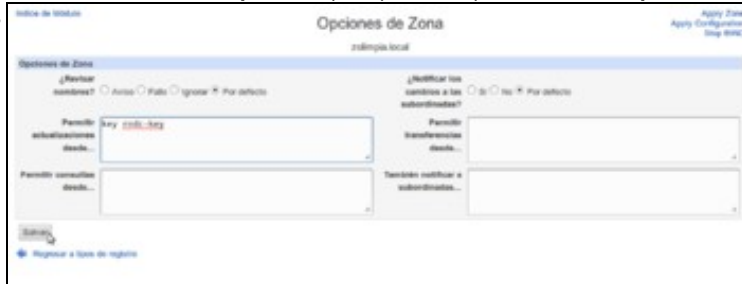 Índice de Módulo
Opciones de Zona
Apply Zone
Apply Configuration
Stop BIND
zolimpia.local
Opciones de Zona
¿Revisar nombres?
Aviso Fallo Ignorar Por defecto
¿Notificar los cambios a las subordinadas?
Sí No Por defecto
Permitir actualizaciones desde...
key rndc-key
Permitir transferencias desde...
Permitir consultas desde...
También notificar a subordinadas...
Salvar
Regresar a tipos de registro